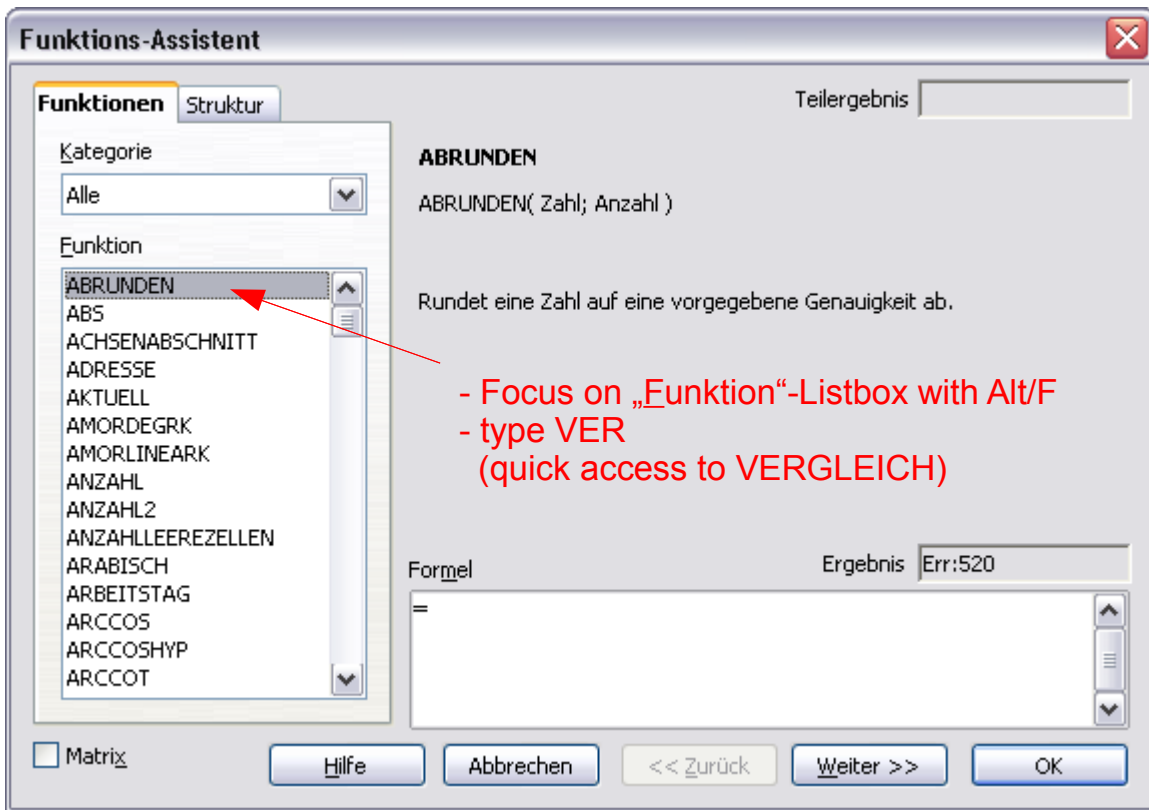 Funktions-Assistent
Funktionen Struktur
Teilergebnis
Kategorie
Alle
Funktion
ABRUNDEN
ABS
ACHSENABSCHNITT
ADRESSE
AKTUELL
AMORDEGRK
AMORLINEARK
ANZAHL
ANZAHL2
ANZAHLLEEREZELLEN
ARABISCH
ARBEITSTAG
ARCCOS
ARCCOSHYP
ARCCOT
ABRUNDEN
ABRUNDEN( Zahl; Anzahl )
Rundet eine Zahl auf eine vorgegebene Genauigkeit ab.
- Focus on „Funktion“-Listbox with Alt/F
- type VER
(quick access to VERGLEICH)
Formel
Ergebnis Err:520
=
Matrix
Hilfe Abbrechen << Zurück Weiter >> OK